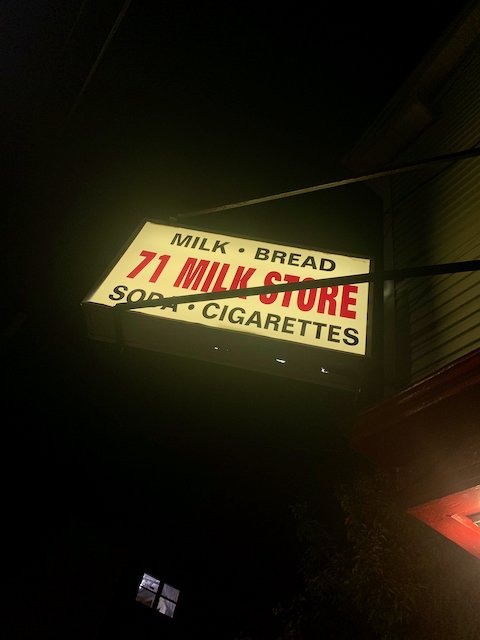 MILK • BREAD
71 MILK STORE
SODA • CIGARETTES